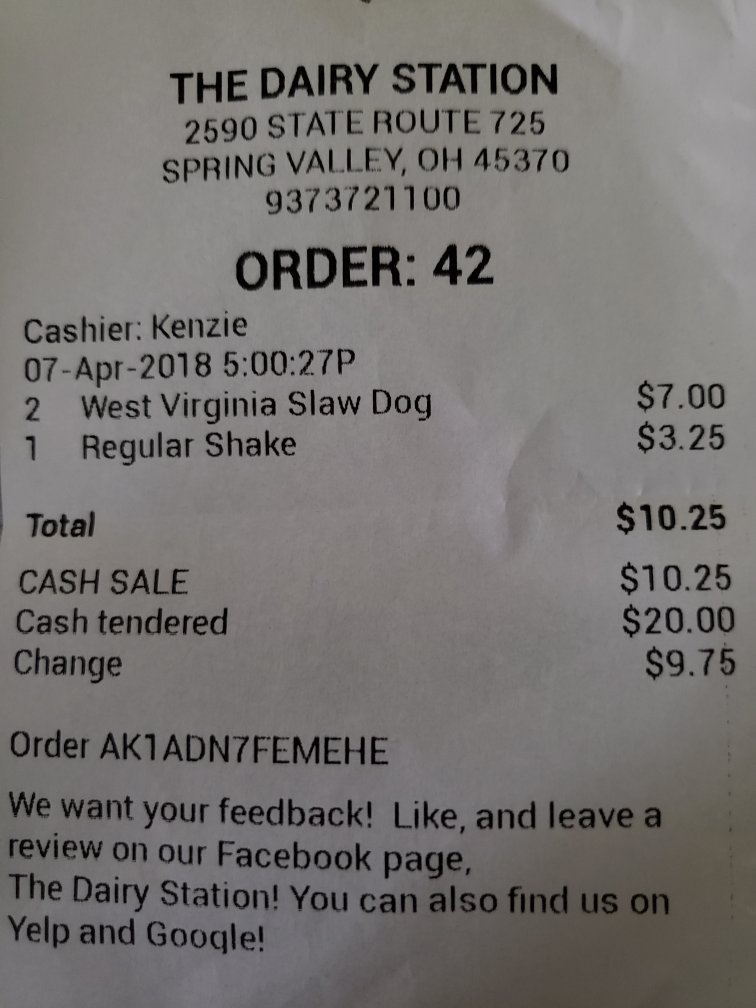 THE DAIRY STATION
2590 STATE ROUTE 725
SPRING VALLEY, OH 45370
9373721100
ORDER: 42
Cashier: Kenzie
07-Apr-2018 5:00:27P
2 West Virginia Slaw Dog $7.00
1 Regular Shake $3.25
Total $10.25
CASH SALE $10.25
Cash tendered $20.00
Change $9.75
Order AK1ADN7FEMEHE
We want your feedback! Like, and leave a
review on our Facebook page,
The Dairy Station! You can also find us on
Yelp and Google!